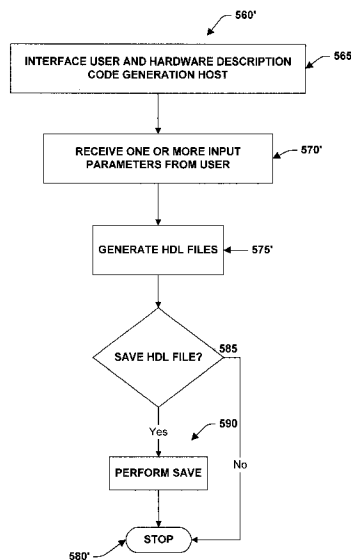 560'
INTERFACE USER AND HARDWARE DESCRIPTION
CODE GENERATION HOST
565
RECEIVE ONE OR MORE INPUT
PARAMETERS FROM USER
570'
GENERATE HDL FILES
575'
SAVE HDL FILE?
585
Yes
590
No
PERFORM SAVE
STOP
580'